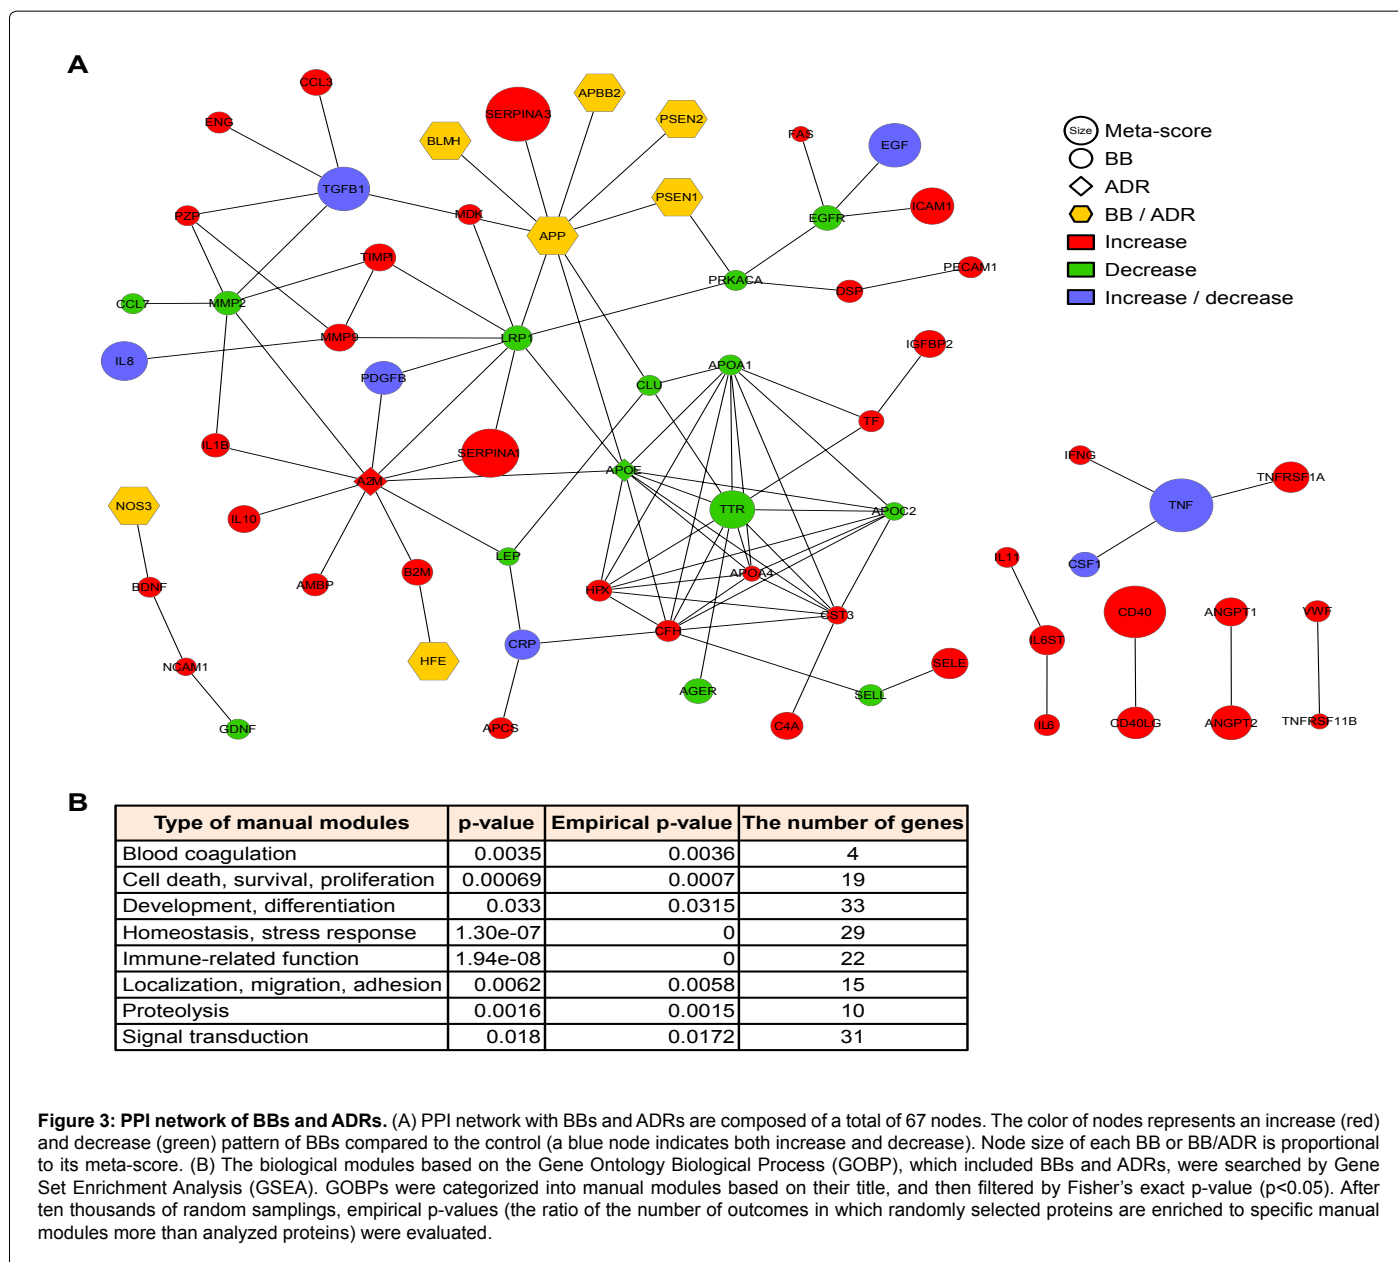 A
CCL3
ENG
SERPINA3
APBB2
PSEN2
BLMH
FAS
EGF
TGFB1
PSEN1
PZP
MDK
APP
EGFR
ICAM1
TIMP1
PRKACA
DSP
PECAM1
CCL7
MMP2
MMP9
LRP1
IGFBP2
IL8
PDGFB
CLU
APOA1
TF
IL1B
SERPINA1
A2M
APOE
TTR
APOC2
NOS3
IL10
LEP
BDNF
AMBP
B2M
HPX
APOA4
CST3
CFH
CRP
HFE
NCAM1
AGER
SELL
SELE
GDNF
APCS
C4A
IFNG
TNFRSF1A
TNF
IL11
CSF1
IL6ST
CD40
ANGPT1
VWF
IL6
CD40LG
ANGPT2
TNFRSF11B
Size Meta-score
BB
ADR
BB / ADR
Increase
Decrease
Increase / decrease
B
Type of manual modules p-value Empirical p-value The number of genes
Blood coagulation 0.0035 0.0036 4
Cell death, survival, proliferation 0.00069 0.0007 19
Development, differentiation 0.033 0.0315 33
Homeostasis, stress response 1.30e-07 0 29
Immune-related function 1.94e-08 0 22
Localization, migration, adhesion 0.0062 0.0058 15
Proteolysis 0.0016 0.0015 10
Signal transduction 0.018 0.0172 31
Figure 3: PPI network of BBs and ADRs. (A) PPI network with BBs and ADRs are composed of a total of 67 nodes. The color of nodes represents an increase (red)
and decrease (green) pattern of BBs compared to the control (a blue node indicates both increase and decrease). Node size of each BB or BB/ADR is proportional
to its meta-score. (B) The biological modules based on the Gene Ontology Biological Process (GOBP), which included BBs and ADRs, were searched by Gene
Set Enrichment Analysis (GSEA). GOBPs were categorized into manual modules based on their title, and then filtered by Fisher's exact p-value (p<0.05). After
ten thousands of random samplings, empirical p-values (the ratio of the number of outcomes in which randomly selected proteins are enriched to specific manual
modules more than analyzed proteins) were evaluated.